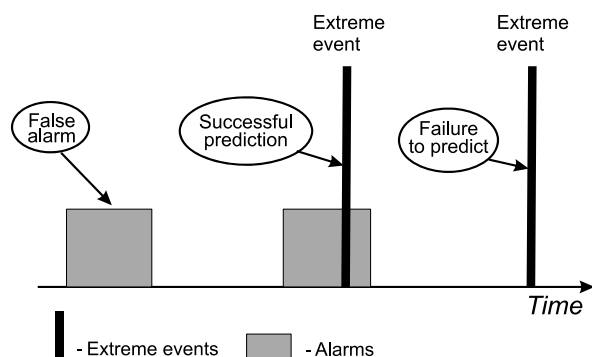 Extreme
event
Extreme
event
False
alarm
Successful
prediction
Failure
to predict
Time
- Extreme events
- Alarms